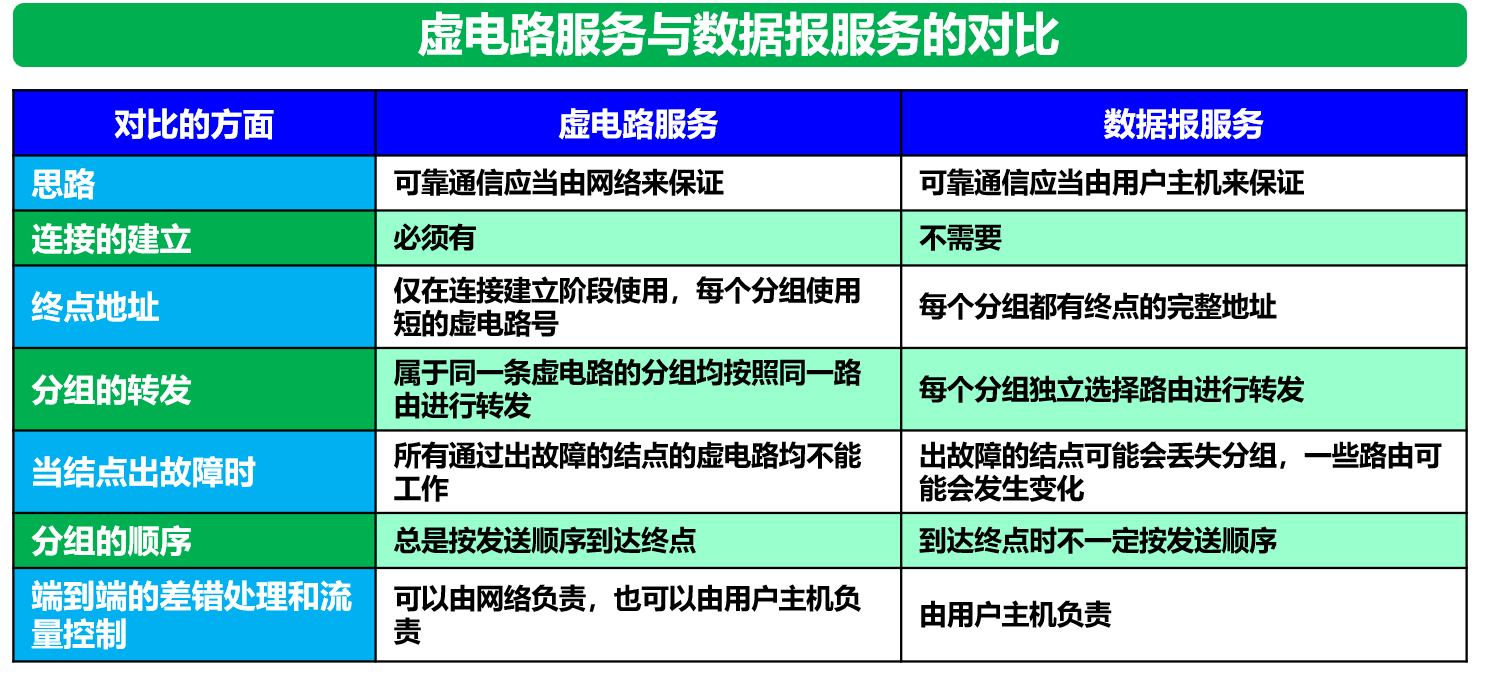 虚电路服务与数据报服务的对比
对比的方面
虚电路服务
数据报服务
思路
可靠通信应当由网络来保证
可靠通信应当由用户主机来保证
连接的建立
必须有
不需要
终点地址
仅在连接建立阶段使用，每个分组使用
短的虚电路号
每个分组都有终点的完整地址
分组的转发
属于同一条虚电路的分组均按照同一路
由进行转发
每个分组独立选择路由进行转发
当结点出故障时
所有通过出故障的结点的虚电路均不能
工作
出故障的结点可能会丢失分组，一些路由可
能会发生变化
分组的顺序
总是按发送顺序到达终点
到达终点时不一定按发送顺序
端到端的差错处理和流
量控制
可以由网络负责，也可以由用户主机负
责
由用户主机负责